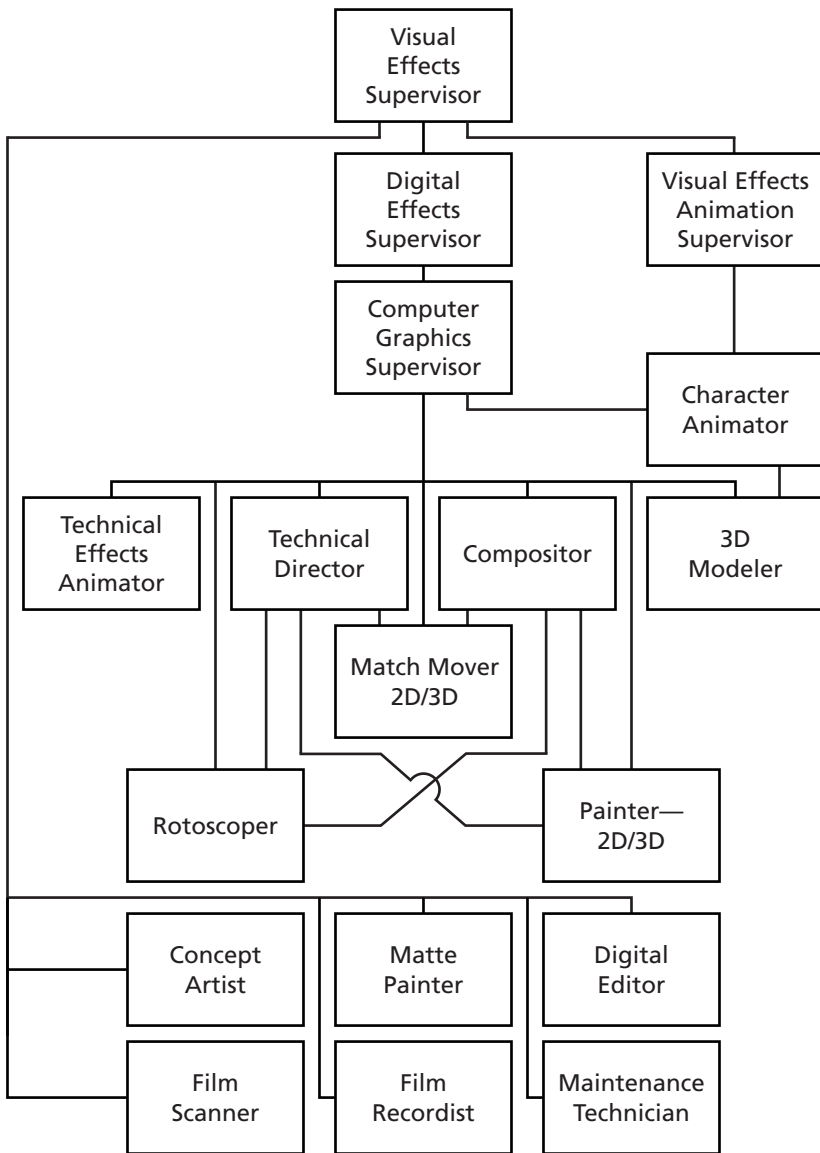 Visual
Effects
Supervisor
Digital
Effects
Supervisor
Visual Effects
Animation
Supervisor
Computer
Graphics
Supervisor
Character
Animator
Technical
Effects
Animator
Technical
Director
Compositor
3D
Modeler
Match Mover
2D/3D
Rotoscoper
Painter—
2D/3D
Concept
Artist
Matte
Painter
Digital
Editor
Film
Scanner
Film
Recordist
Maintenance
Technician